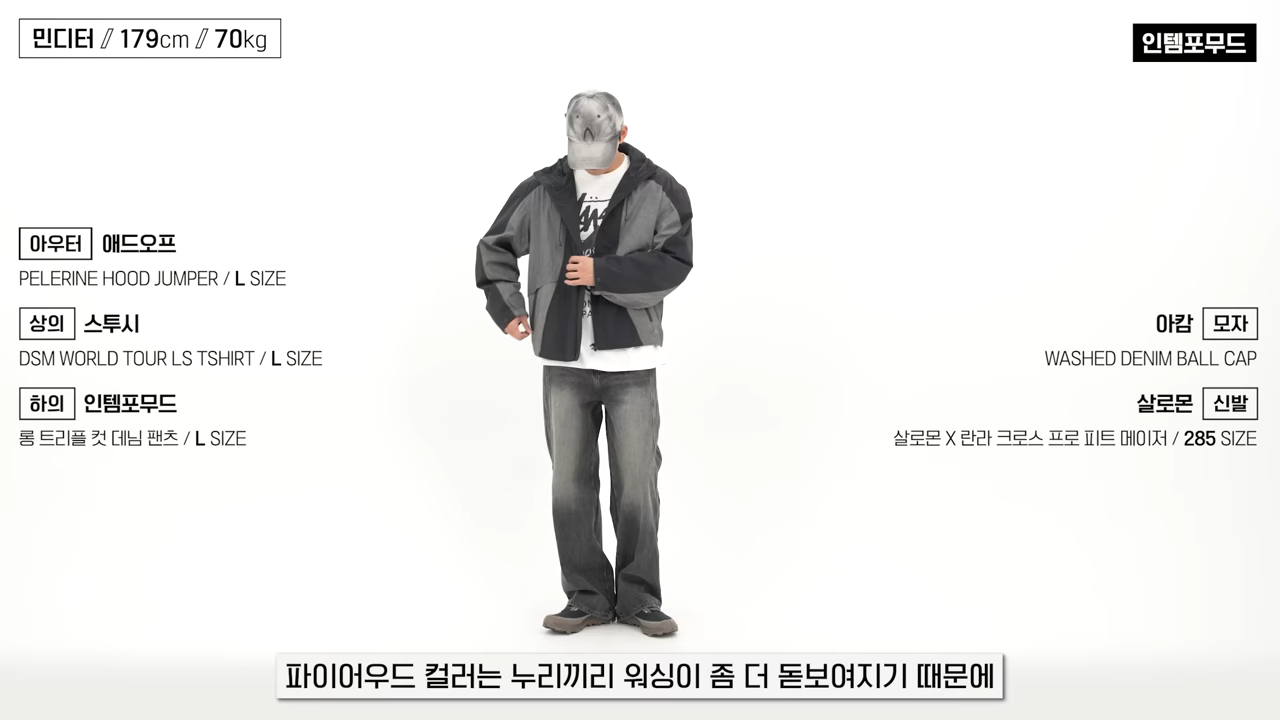 민디터 // 179cm // 70kg
인템포무드
아우터 애드오프
PELERINE HOOD JUMPER / L SIZE
상의 스투시
DSM WORLD TOUR LS TSHIRT / L SIZE
하의 인템포무드
롱 트리플 컷 데님 팬츠 / L SIZE
아캄 모자
WASHED DENIM BALL CAP
살로몬 신발
살로몬 X 란라 크로스 프로 피트 메이저 / 285 SIZE
파이어우드 컬러는 누리끼리 워싱이 좀 더 돋보여지기 때문에